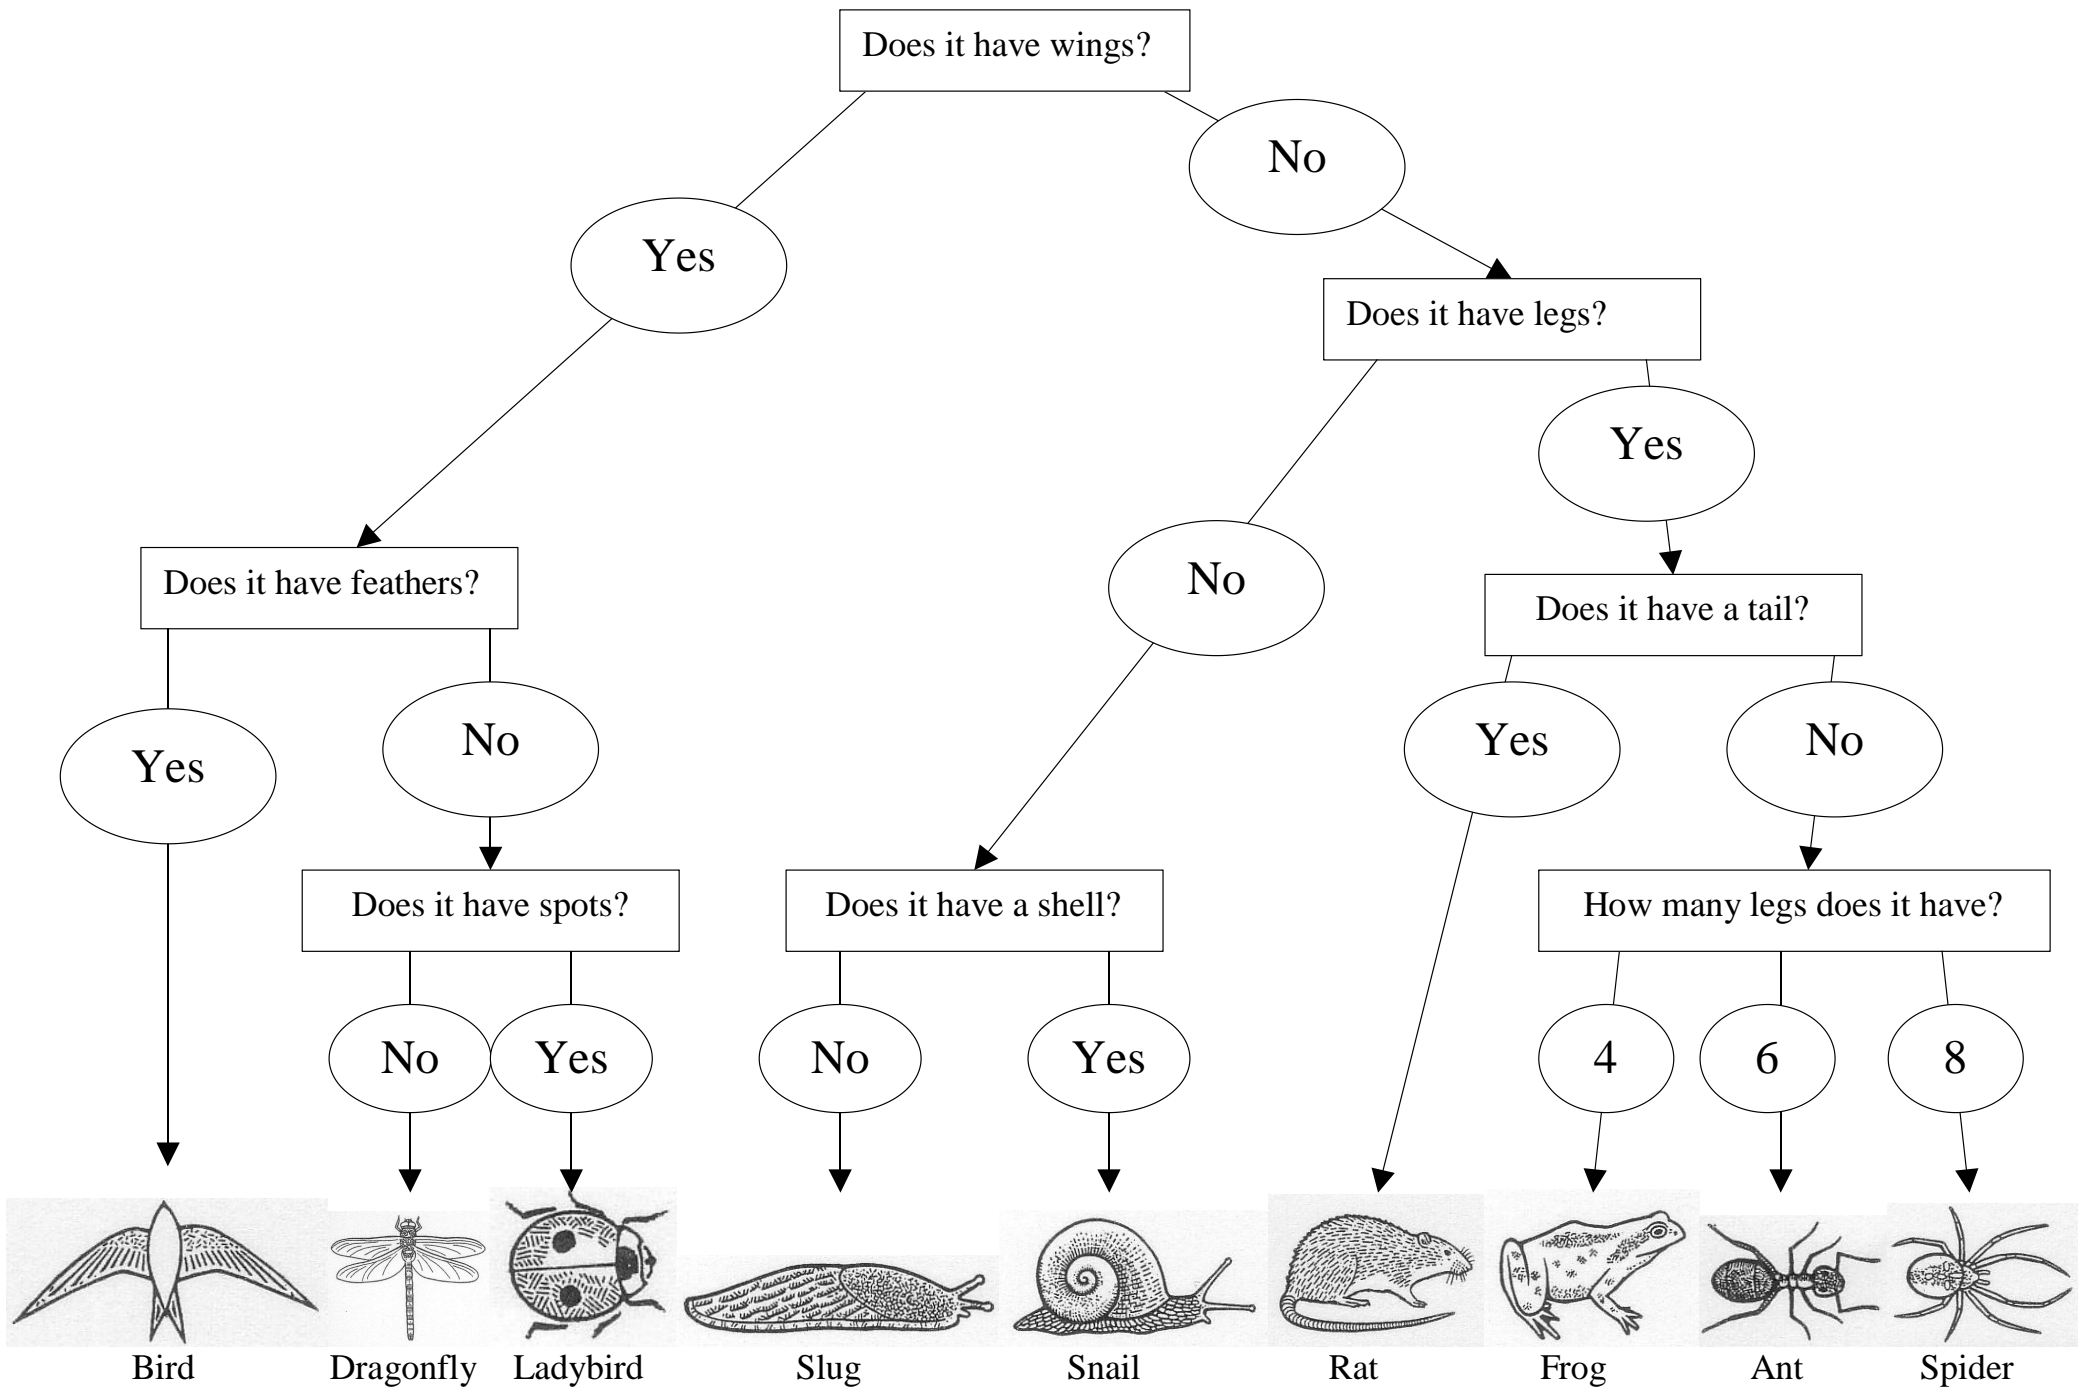 Does it have wings?
No
Yes
Does it have legs?
Yes
Does it have feathers?
No
Does it have a tail?
Yes
No
Yes
No
Does it have spots?
Does it have a shell?
How many legs does it have?
No
Yes
No
Yes
4
6
8
Bird
Dragonfly
Ladybird
Slug
Snail
Rat
Frog
Ant
Spider